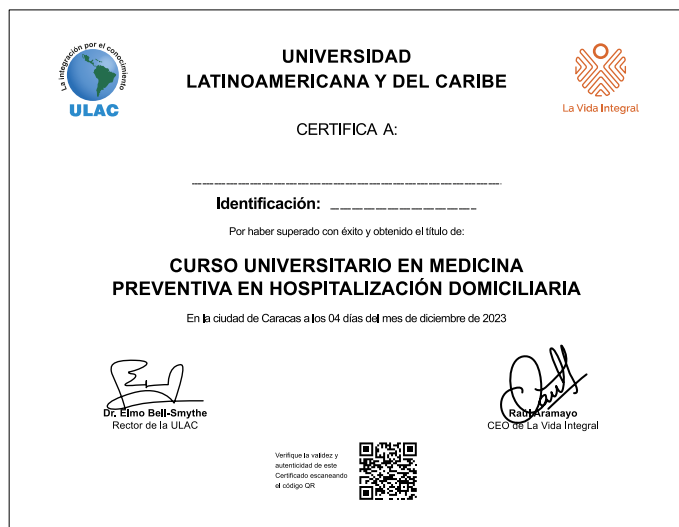 La integración por el conocimiento
ULAC
UNIVERSIDAD
LATINOAMERICANA Y DEL CARIBE
La Vida Integral
CERTIFICA A:
Identificación:
Por haber superado con éxito y obtenido el título de:
CURSO UNIVERSITARIO EN MEDICINA
PREVENTIVA EN HOSPITALIZACIÓN DOMICILIARIA
En la ciudad de Caracas a los 04 días del mes de diciembre de 2023
Dr. Elmo Bell-Smythe
Rector de la ULAC
Raúl Aramayo
CEO de La Vida Integral
Verifique la validez y
autenticidad de este
Certificado escaneando
el código QR